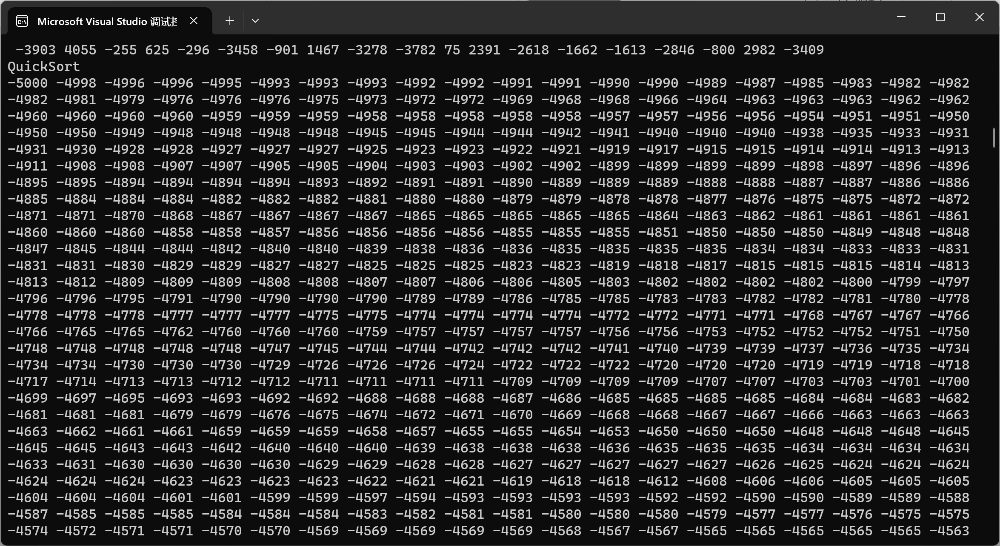 Microsoft Visual Studio 调试控
-3903 4055 -255 625 -296 -3458 -901 1467 -3278 -3782 75 2391 -2618 -1662 -1613 -2846 -800 2982 -3409
QuickSort
-5000 -4998 -4996 -4996 -4995 -4993 -4993 -4993 -4992 -4992 -4991 -4991 -4990 -4990 -4989 -4987 -4985 -4983 -4982 -4982
-4982 -4981 -4979 -4976 -4976 -4976 -4975 -4973 -4972 -4972 -4969 -4968 -4968 -4966 -4964 -4963 -4963 -4963 -4962 -4962
-4960 -4960 -4960 -4960 -4959 -4959 -4959 -4958 -4958 -4958 -4958 -4958 -4957 -4957 -4956 -4956 -4954 -4951 -4951 -4950
-4950 -4950 -4949 -4948 -4948 -4948 -4948 -4945 -4945 -4944 -4944 -4942 -4941 -4940 -4940 -4940 -4938 -4935 -4933 -4931
-4931 -4930 -4928 -4928 -4927 -4927 -4927 -4925 -4923 -4923 -4922 -4921 -4919 -4917 -4915 -4915 -4914 -4914 -4913 -4913
-4911 -4908 -4908 -4907 -4907 -4905 -4905 -4904 -4903 -4903 -4902 -4902 -4899 -4899 -4899 -4899 -4898 -4897 -4896 -4896
-4895 -4895 -4894 -4894 -4894 -4894 -4893 -4892 -4891 -4891 -4890 -4889 -4889 -4889 -4888 -4888 -4887 -4887 -4886 -4886
-4885 -4884 -4884 -4884 -4882 -4882 -4882 -4881 -4880 -4880 -4879 -4879 -4878 -4878 -4877 -4876 -4875 -4875 -4872 -4872
-4871 -4871 -4870 -4868 -4867 -4867 -4867 -4867 -4865 -4865 -4865 -4865 -4865 -4864 -4863 -4862 -4861 -4861 -4861 -4861
-4860 -4860 -4860 -4858 -4858 -4857 -4856 -4856 -4856 -4856 -4855 -4855 -4855 -4851 -4850 -4850 -4850 -4849 -4848 -4848
-4847 -4845 -4844 -4844 -4842 -4840 -4840 -4839 -4838 -4836 -4836 -4835 -4835 -4835 -4835 -4834 -4834 -4833 -4833 -4831
-4831 -4831 -4830 -4829 -4829 -4827 -4827 -4825 -4825 -4825 -4823 -4823 -4819 -4818 -4817 -4815 -4815 -4815 -4814 -4813
-4813 -4812 -4809 -4809 -4809 -4808 -4808 -4807 -4807 -4806 -4806 -4805 -4803 -4802 -4802 -4802 -4802 -4800 -4799 -4797
-4796 -4796 -4795 -4791 -4790 -4790 -4790 -4790 -4789 -4789 -4786 -4785 -4785 -4783 -4783 -4782 -4782 -4781 -4780 -4778
-4778 -4778 -4778 -4777 -4777 -4777 -4775 -4775 -4774 -4774 -4774 -4774 -4772 -4772 -4771 -4771 -4768 -4767 -4767 -4766
-4766 -4765 -4765 -4762 -4760 -4760 -4760 -4759 -4757 -4757 -4757 -4757 -4756 -4756 -4753 -4752 -4752 -4752 -4751 -4750
-4748 -4748 -4748 -4748 -4748 -4747 -4745 -4744 -4744 -4742 -4742 -4742 -4741 -4740 -4739 -4739 -4737 -4736 -4735 -4734
-4734 -4734 -4730 -4730 -4730 -4729 -4726 -4726 -4726 -4724 -4722 -4722 -4722 -4720 -4720 -4720 -4719 -4719 -4718 -4718
-4717 -4714 -4713 -4713 -4712 -4712 -4711 -4711 -4711 -4711 -4709 -4709 -4709 -4709 -4707 -4707 -4703 -4703 -4701 -4700
-4699 -4697 -4695 -4693 -4693 -4692 -4692 -4688 -4688 -4688 -4687 -4686 -4685 -4685 -4685 -4685 -4684 -4684 -4683 -4682
-4681 -4681 -4681 -4679 -4679 -4676 -4675 -4674 -4672 -4671 -4670 -4669 -4668 -4668 -4667 -4667 -4666 -4663 -4663 -4663
-4663 -4662 -4661 -4661 -4659 -4659 -4659 -4658 -4657 -4655 -4655 -4654 -4653 -4650 -4650 -4650 -4648 -4648 -4648 -4645
-4645 -4645 -4643 -4643 -4642 -4640 -4640 -4640 -4639 -4638 -4638 -4638 -4636 -4635 -4635 -4635 -4634 -4634 -4634 -4634
-4633 -4631 -4630 -4630 -4630 -4630 -4629 -4629 -4628 -4628 -4627 -4627 -4627 -4627 -4627 -4626 -4625 -4624 -4624 -4624
-4624 -4624 -4624 -4623 -4623 -4623 -4623 -4622 -4621 -4621 -4619 -4618 -4618 -4612 -4608 -4606 -4606 -4605 -4605 -4605
-4604 -4604 -4604 -4601 -4601 -4599 -4599 -4597 -4594 -4593 -4593 -4593 -4593 -4592 -4592 -4590 -4590 -4589 -4589 -4588
-4587 -4585 -4585 -4585 -4584 -4584 -4584 -4583 -4582 -4581 -4581 -4580 -4580 -4580 -4579 -4577 -4577 -4576 -4575 -4575
-4574 -4572 -4571 -4571 -4570 -4570 -4569 -4569 -4569 -4569 -4569 -4568 -4567 -4567 -4565 -4565 -4565 -4565 -4565 -4563